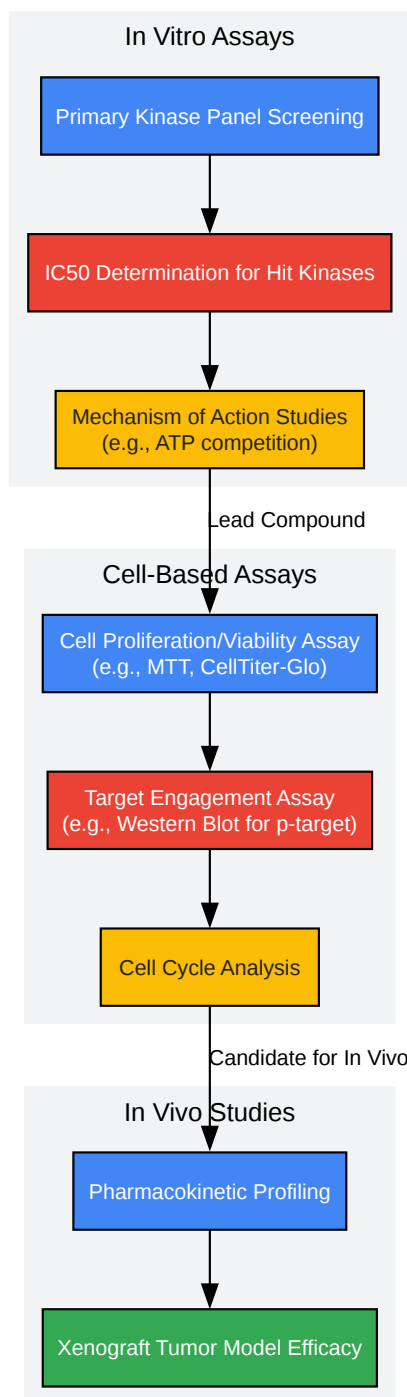 In Vitro Assays
Primary Kinase Panel Screening
IC50 Determination for Hit Kinases
Mechanism of Action Studies
(e.g., ATP competition)
Lead Compound
Cell-Based Assays
Cell Proliferation/Viability Assay
(e.g., MTT, CellTiter-Glo)
Target Engagement Assay
(e.g., Western Blot for p-target)
Cell Cycle Analysis
Candidate for In Vivo
In Vivo Studies
Pharmacokinetic Profiling
Xenograft Tumor Model Efficacy